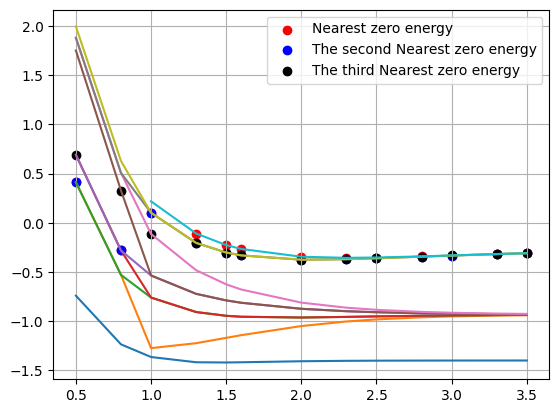 Nearest zero energy
The second Nearest zero energy
The third Nearest zero energy
2.0
1.5
1.0
0.5
0.0
−0.5
−1.0
−1.5
0.5 1.0 1.5 2.0 2.5 3.0 3.5